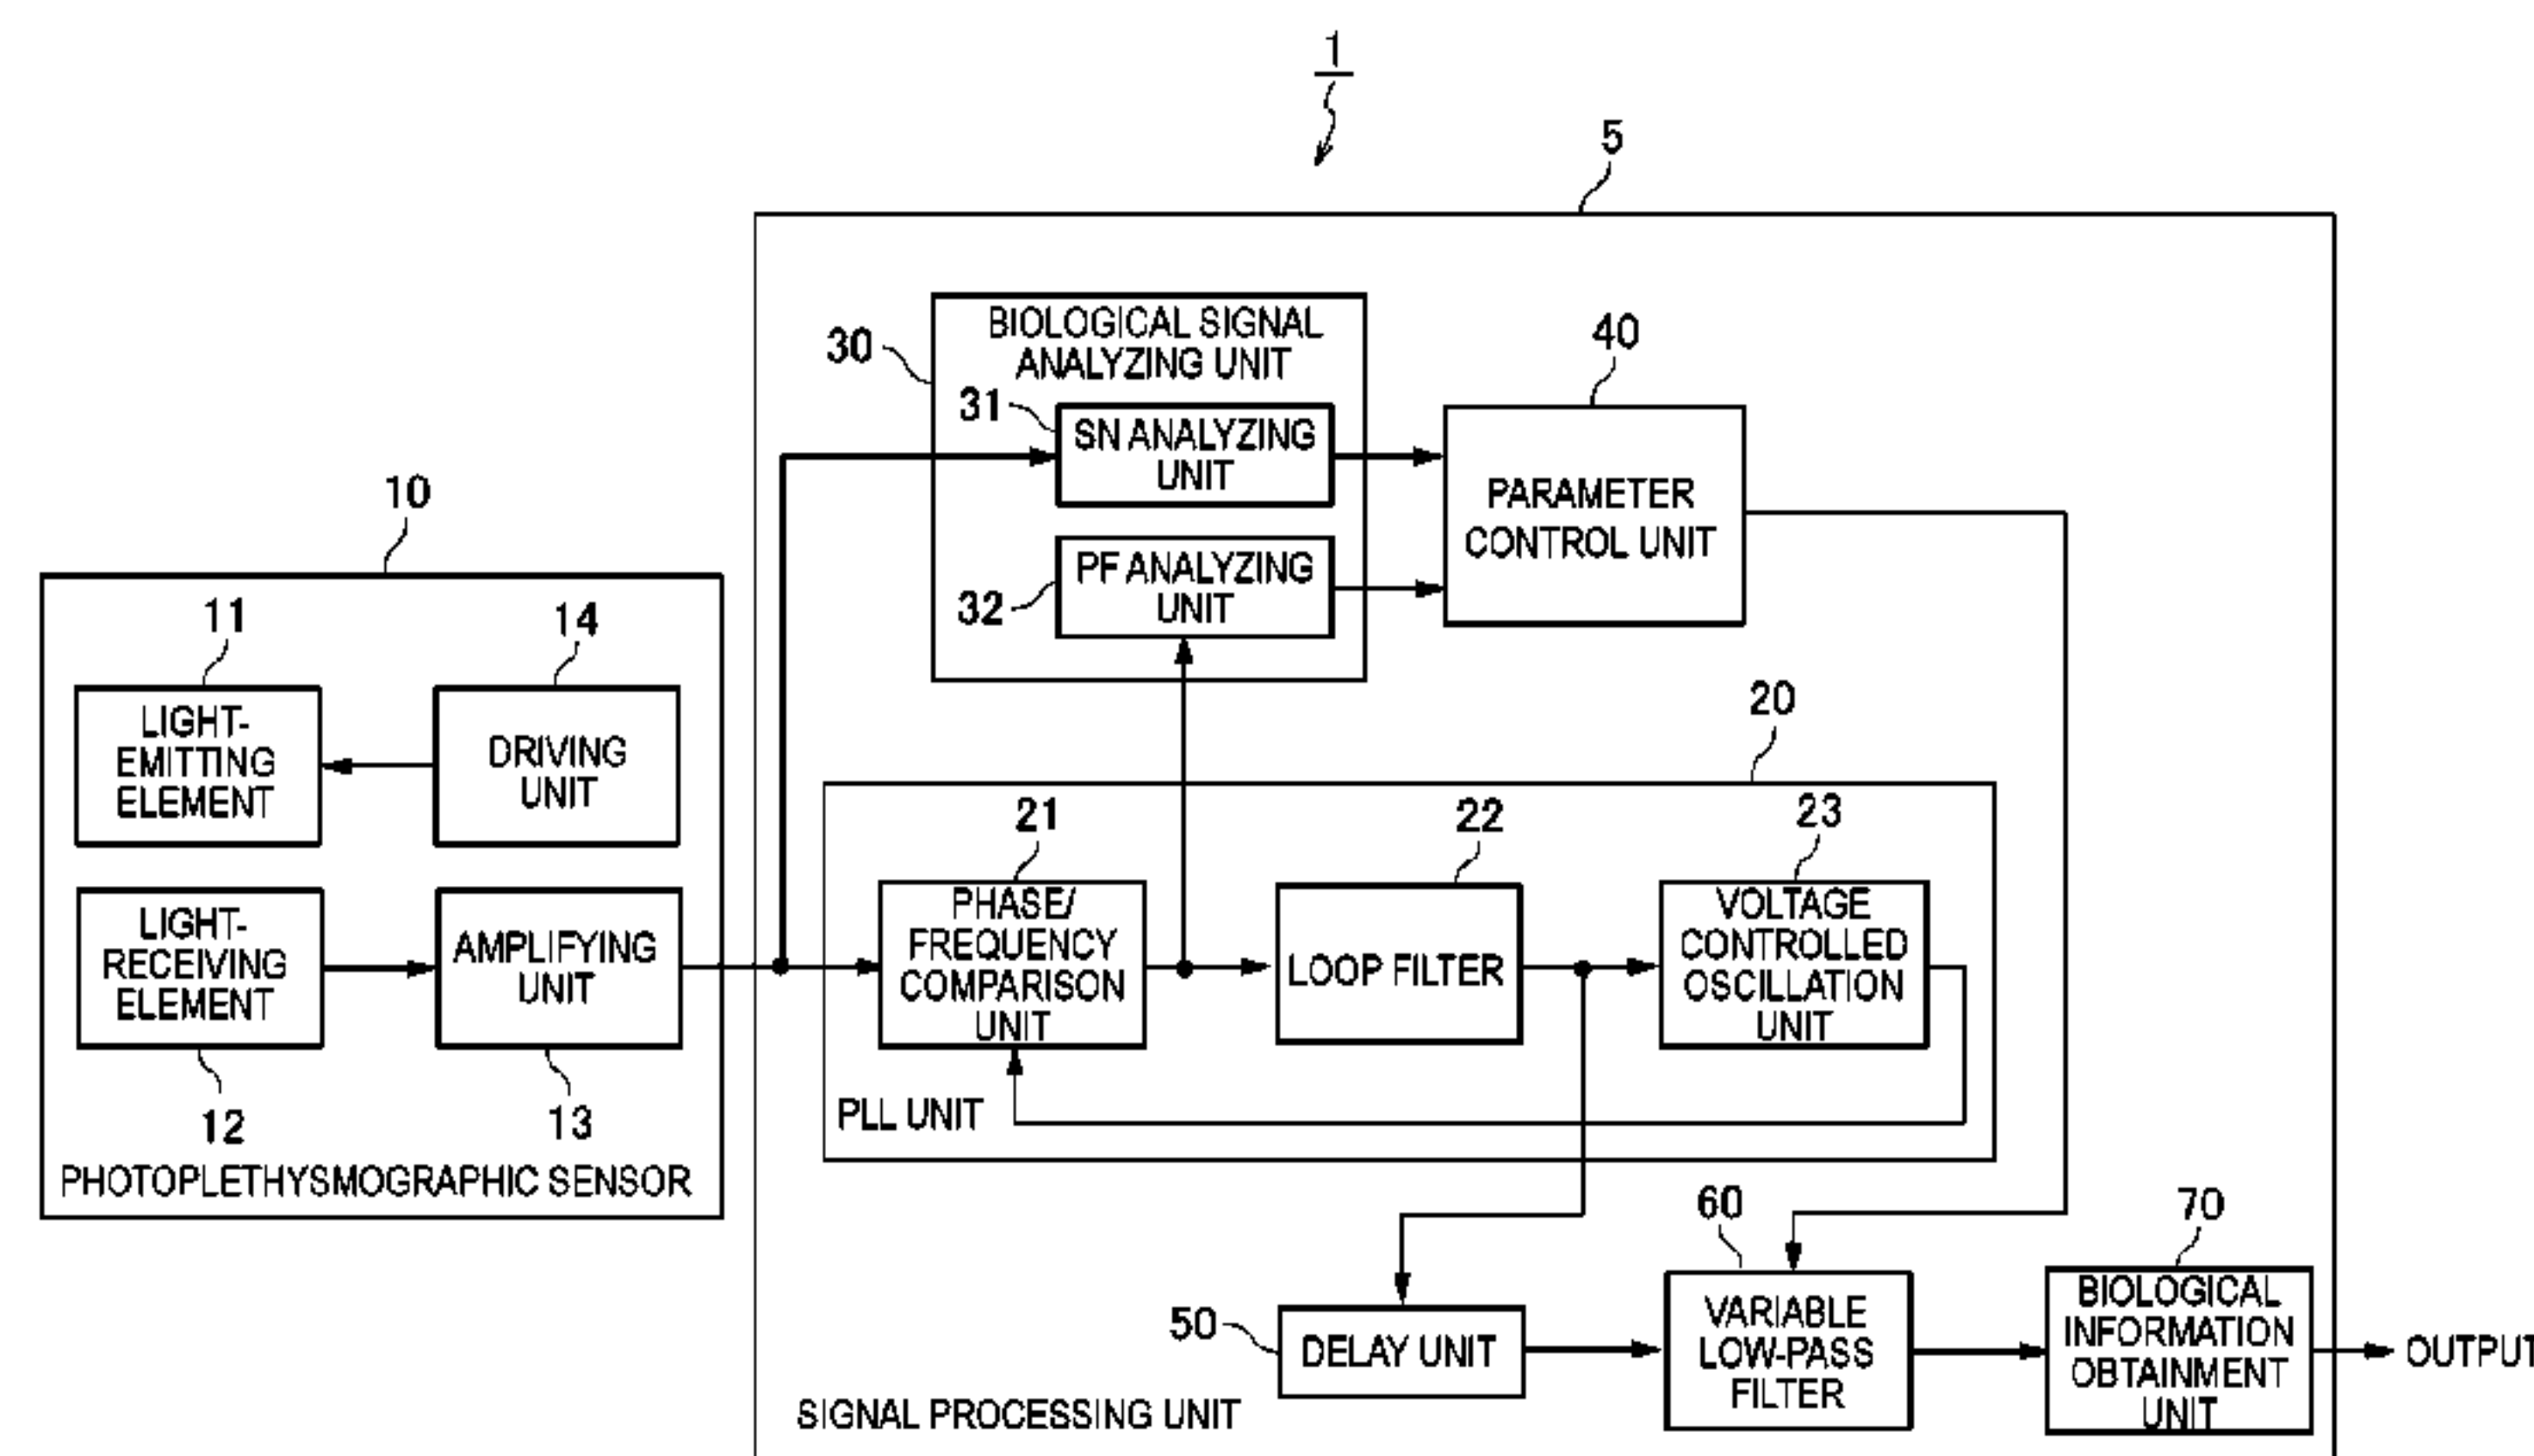 1
5
30
BIOLOGICAL SIGNAL
ANALYZING UNIT
31
SN ANALYZING
UNIT
32
PF ANALYZING
UNIT
40
PARAMETER
CONTROL UNIT
10
11
LIGHT-
EMITTING
ELEMENT
14
DRIVING
UNIT
LIGHT-
RECEIVING
ELEMENT
12
AMPLIFYING
UNIT
13
PHOTOPLETHYSMOGRAPHIC SENSOR
20
21
PHASE/
FREQUENCY
COMPARISON
UNIT
22
LOOP FILTER
23
VOLTAGE
CONTROLLED
OSCILLATION
UNIT
PLL UNIT
50
DELAY UNIT
60
VARIABLE
LOW-PASS
FILTER
70
BIOLOGICAL
INFORMATION
OBTAINMENT
UNIT
OUTPUT
SIGNAL PROCESSING UNIT